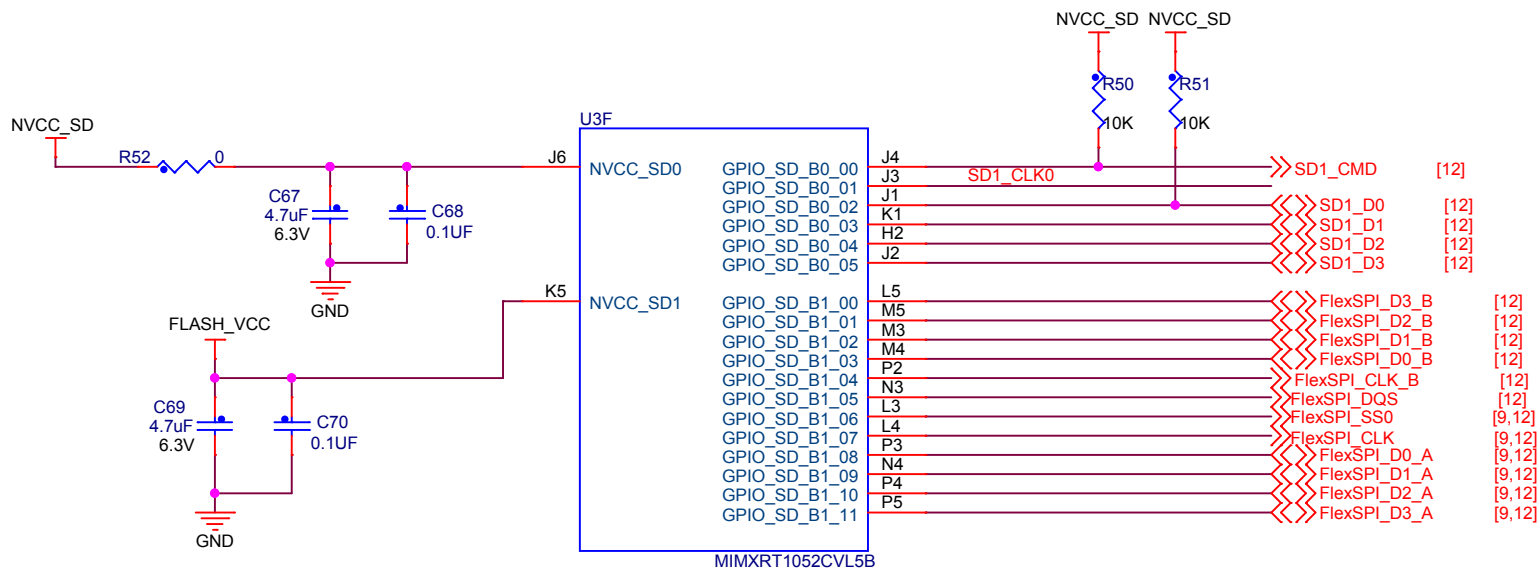 NVCC_SD NVCC_SD
R50 R51
10K 10K
NVCC_SD
R52 0
C67
4.7uF
6.3V
C68
0.1UF
GND
FLASH_VCC
C69
4.7uF
6.3V
C70
0.1UF
GND
U3F
J6 NVCC_SD0
K5 NVCC_SD1
GPIO_SD_B0_00 J4 SD1_CMD [12]
GPIO_SD_B0_01 J3 SD1_CLK0
GPIO_SD_B0_02 J1 SD1_D0 [12]
GPIO_SD_B0_03 K1 SD1_D1 [12]
GPIO_SD_B0_04 H2 SD1_D2 [12]
GPIO_SD_B0_05 J2 SD1_D3 [12]
GPIO_SD_B1_00 L5 FlexSPI_D3_B [12]
GPIO_SD_B1_01 M5 FlexSPI_D2_B [12]
GPIO_SD_B1_02 M3 FlexSPI_D1_B [12]
GPIO_SD_B1_03 M4 FlexSPI_D0_B [12]
GPIO_SD_B1_04 P2 FlexSPI_CLK_B [12]
GPIO_SD_B1_05 N3 FlexSPI_DQS [12]
GPIO_SD_B1_06 L3 FlexSPI_SS0 [9,12]
GPIO_SD_B1_07 L4 FlexSPI_CLK [9,12]
GPIO_SD_B1_08 P3 FlexSPI_D0_A [9,12]
GPIO_SD_B1_09 N4 FlexSPI_D1_A [9,12]
GPIO_SD_B1_10 P4 FlexSPI_D2_A [9,12]
GPIO_SD_B1_11 P5 FlexSPI_D3_A [9,12]
MIMXRT1052CVL5B